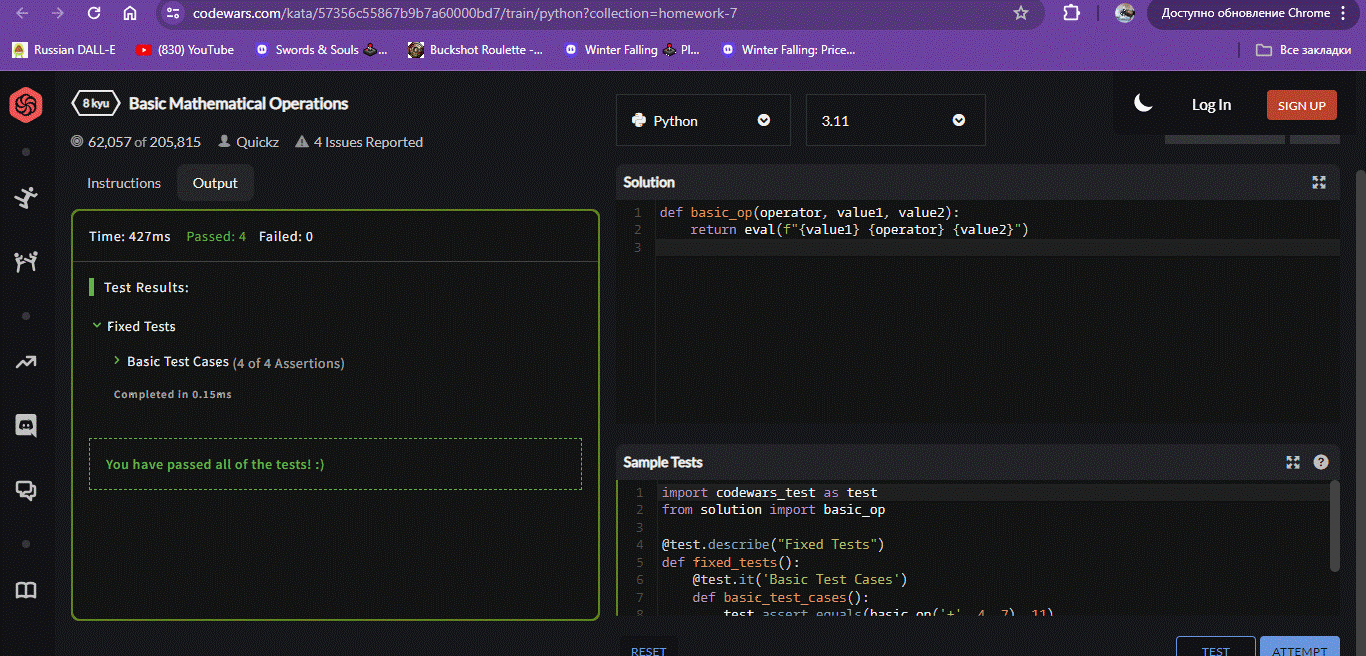 codewars.com/kata/57356c55867b9b7a60000bd7/train/python?collection=homework-7
Доступно обновление Chrome
Russian DALL-E
(830) YouTube
Swords & Souls ...
Buckshot Roulette -...
Winter Falling Pl...
Winter Falling: Price...
Все закладки
8 kyu
Basic Mathematical Operations
62,057 of 205,815
Quickz
4 Issues Reported
Python
3.11
Log In
SIGN UP
Instructions
Output
Time: 427ms Passed: 4 Failed: 0
Test Results:
Fixed Tests
Basic Test Cases (4 of 4 Assertions)
Completed in 0.15ms
You have passed all of the tests! :)
Solution
1 def basic_op(operator, value1, value2):
2     return eval(f"{value1} {operator} {value2}")
3
Sample Tests
?
1 import codewars_test as test
2 from solution import basic_op
3
4 @test.describe("Fixed Tests")
5 def fixed_tests():
6     @test.it('Basic Test Cases')
7     def basic_test_cases():
8         test.assert_equals(basic_op('+', 4, 7), 11)
RESET
TEST
ATTEMPT